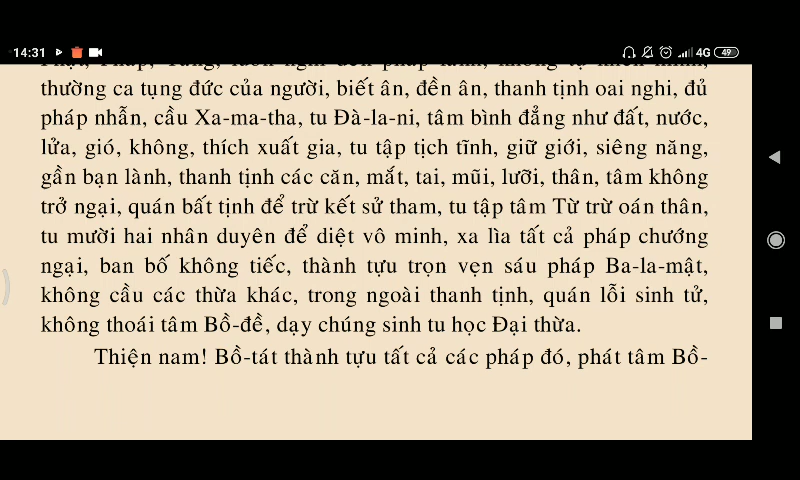 14:31 4G 49
thường ca tụng đức của người, biết ân, đền ân, thanh tịnh oai nghi, đủ
pháp nhẫn, cầu Xa-ma-tha, tu Đà-la-ni, tâm bình đẳng như đất, nước,
lửa, gió, không, thích xuất gia, tu tập tịch tĩnh, giữ giới, siêng năng,
gần bạn lành, thanh tịnh các căn, mắt, tai, mũi, lưỡi, thân, tâm không
trở ngại, quán bất tịnh để trừ kết sử tham, tu tập tâm Từ trừ oán thân,
tu mười hai nhân duyên để diệt vô minh, xa lìa tất cả pháp chướng
ngại, ban bố không tiếc, thành tựu trọn vẹn sáu pháp Ba-la-mật,
không cầu các thừa khác, trong ngoài thanh tịnh, quán lỗi sinh tử,
không thoái tâm Bồ-đề, dạy chúng sinh tu học Đại thừa.
Thiện nam! Bồ-tát thành tựu tất cả các pháp đó, phát tâm Bồ-